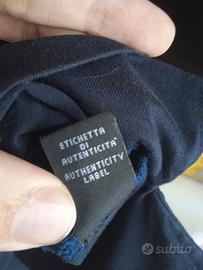 ETICHETTA
DI
AUTENTICITA'
AUTHENTICITY
LABEL
subito